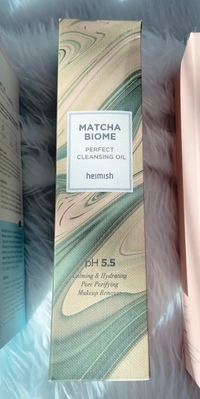 MATCHA
BIOME
PERFECT
CLEANSING OIL
heimish
pH 5.5
Calming & Hydrating
Pore Purifying
Makeup Remover